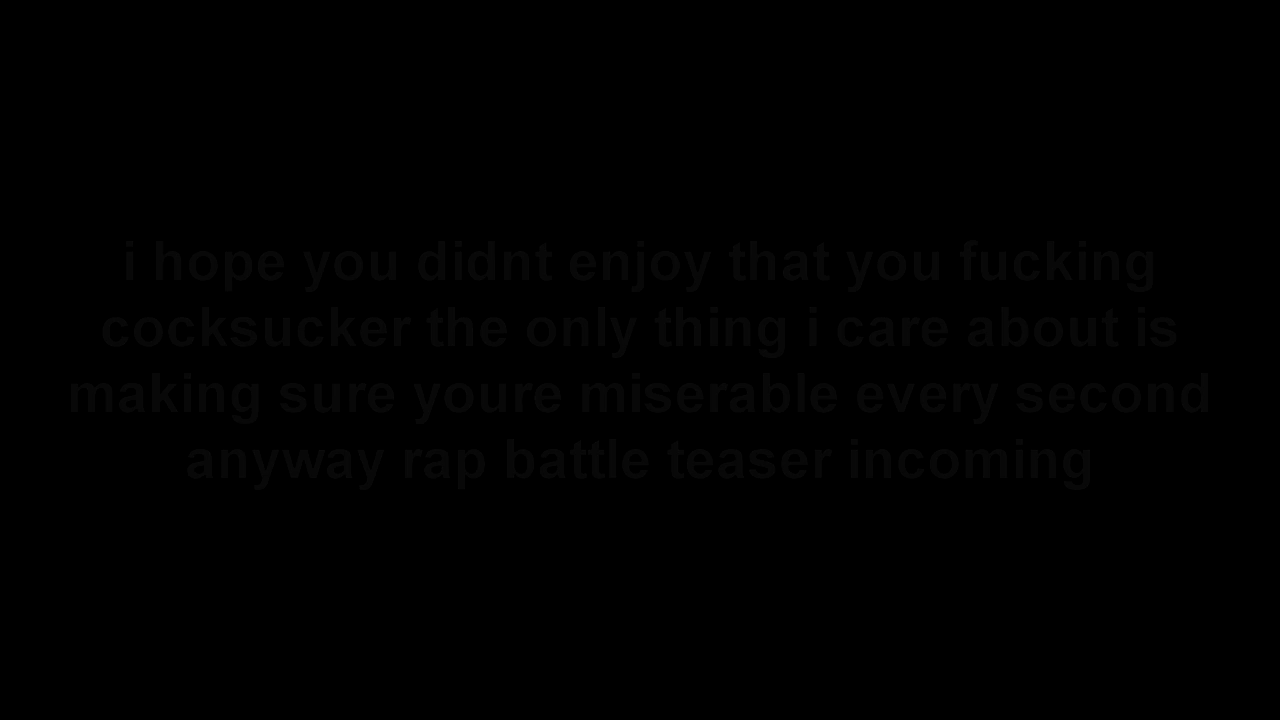 i hope you didnt enjoy that you fucking
cocksucker the only thing i care about is
making sure youre miserable every second
anyway rap battle teaser incoming